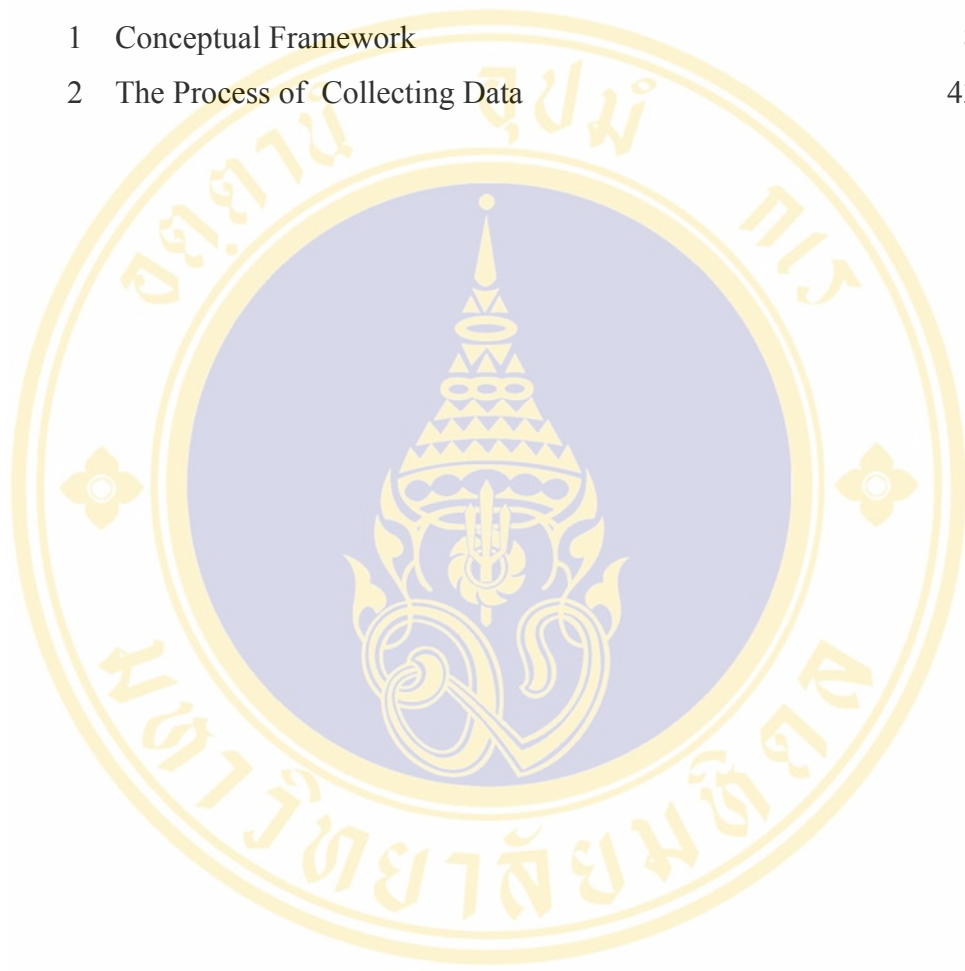 1 Conceptual Framework
2 The Process of Collecting Data 4
อตฺตานํ อุปมํ กเร
มหาวิทยาลัยมหิดล